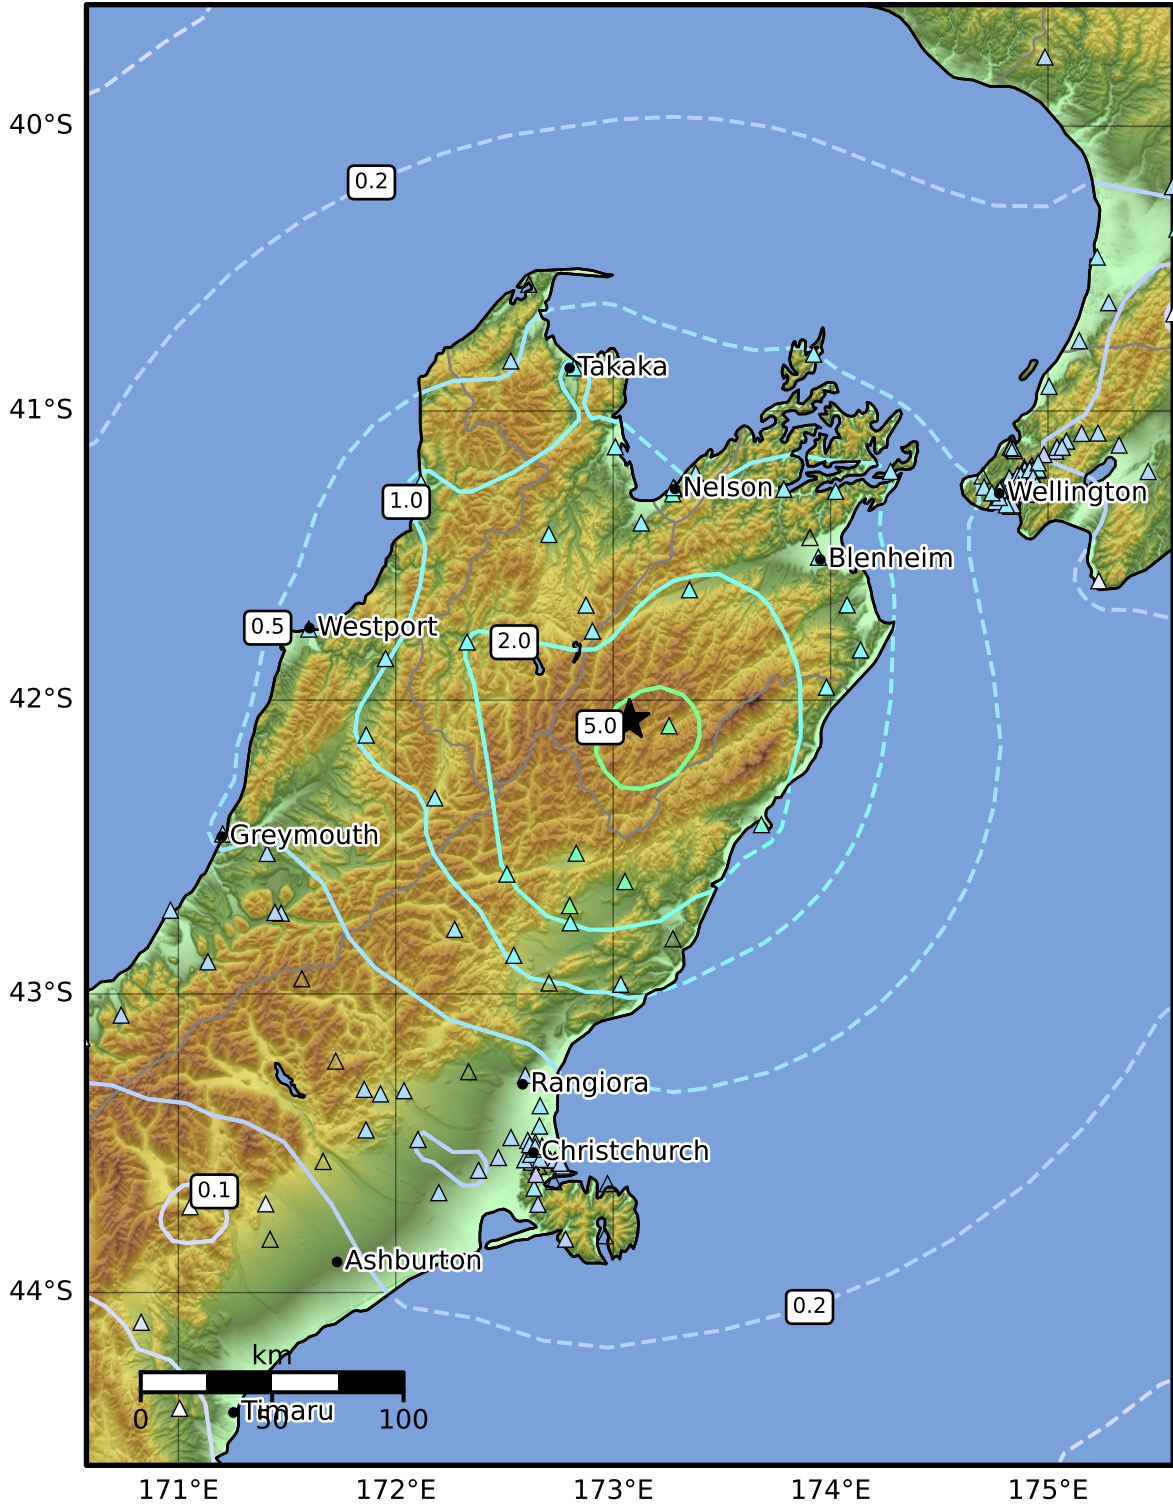 40°S
0.2
Takaka
41°S
Nelson
Wellington
1.0
Blenheim
0.5
Westport
2.0
42°S
5.0
Greymouth
43°S
Rangiora
Christchurch
0.1
Ashburton
44°S
0.2
km
Timaru
0 50 100
171°E 172°E 173°E 174°E 175°E